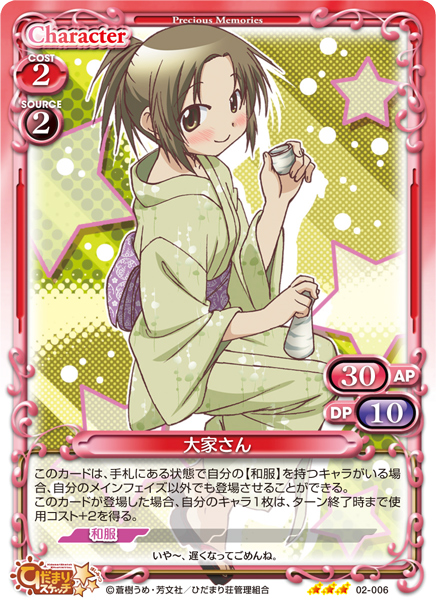 Precious Memories
Character
COST
2
SOURCE
2
30 AP
DP 10
大家さん
このカードは、手札にある状態で自分の【和服】を持つキャラがいる場
合、自分のメインフェイズ以外でも登場させることができる。
このカードが登場した場合、自分のキャラ1枚は、ターン終了時まで使
用コスト+2を得る。
和服
いや～、遅くなってごめんね。
ひだまり
スケッチ
©蒼樹うめ・芳文社/ひだまり荘管理組合
02-006